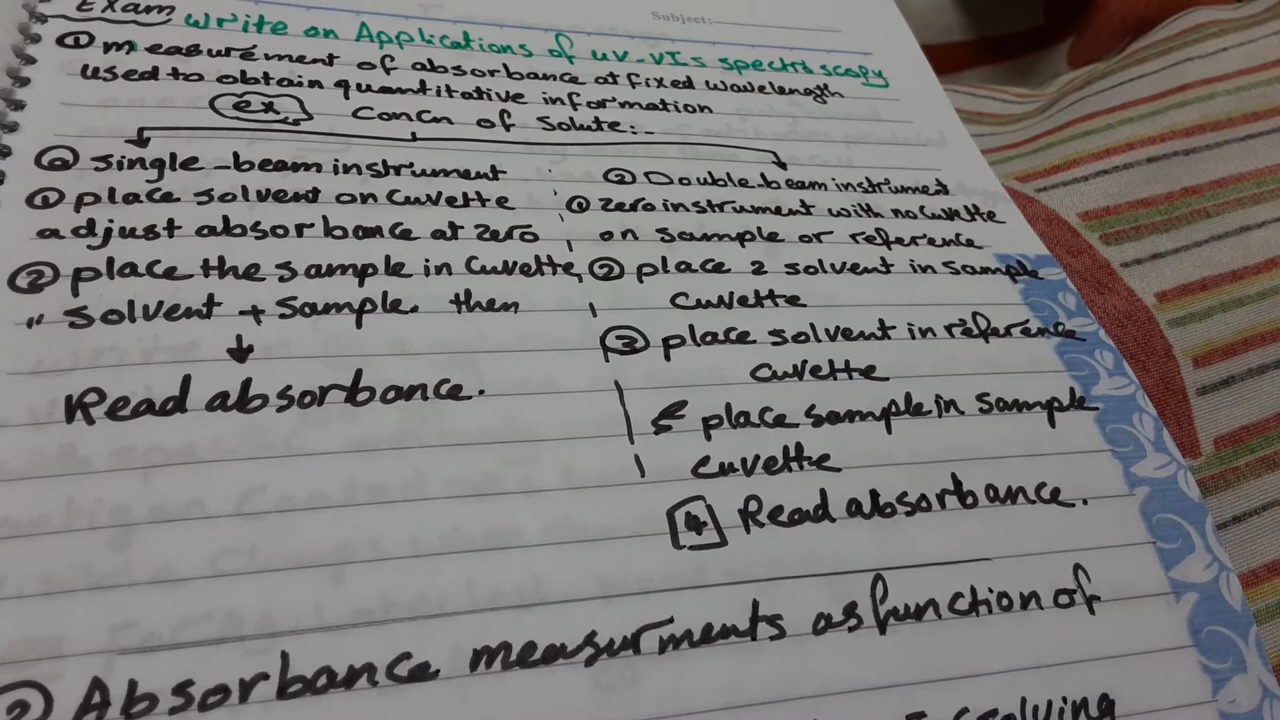 Exam
Subject:
Write on Applications of UV-VIS spectroscopy
① measurement of absorbance at fixed wavelength
used to obtain quantitative information
ex Concn of Solute:-
ⓐ single-beam instrument
① place solvent on Cuvette
adjust absorbance at zero
② place the sample in Cuvette,
" solvent + sample. then
↓
Read absorbance.
② Double-beam instrument
① zero instrument with no Cuvette
on sample or reference
② place 2 solvent in sample
Cuvette
③ place solvent in reference
Cuvette
place sample in sample
Cuvette
4 Read absorbance.
② Absorbance measurments as function of